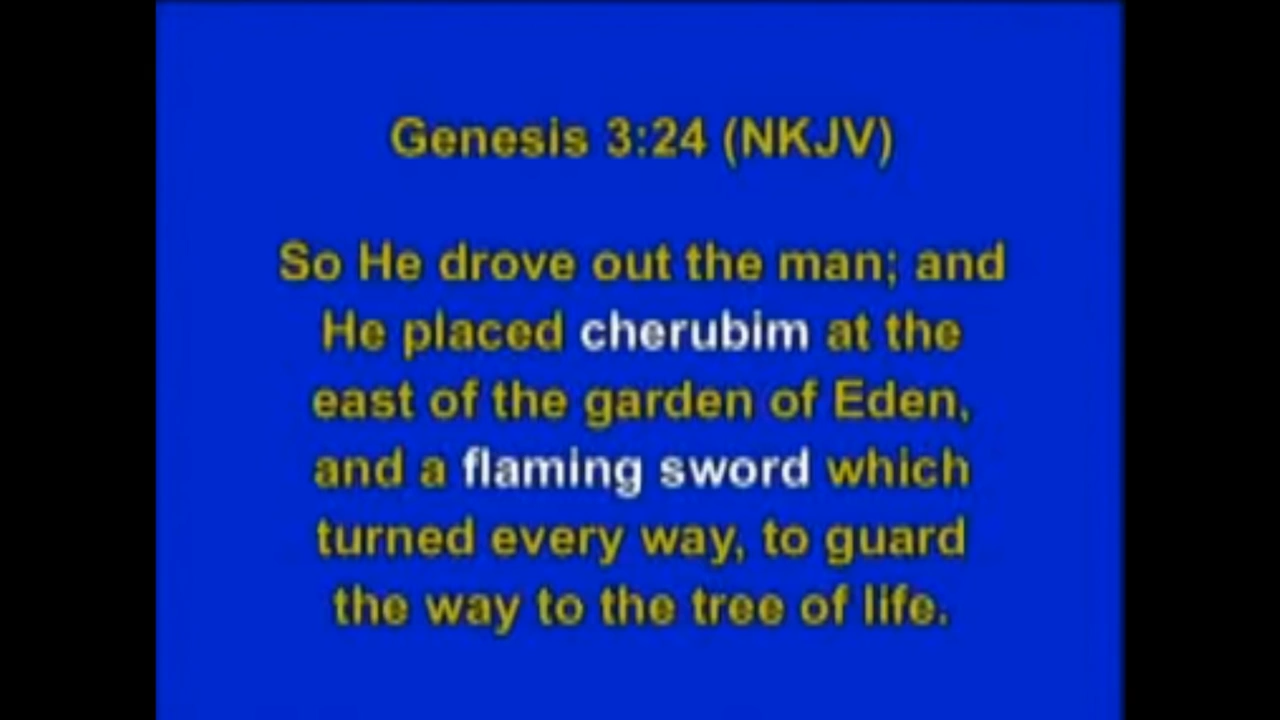 Genesis 3:24 (NKJV)
So He drove out the man; and
He placed cherubim at the
east of the garden of Eden,
and a flaming sword which
turned every way, to guard
the way to the tree of life.